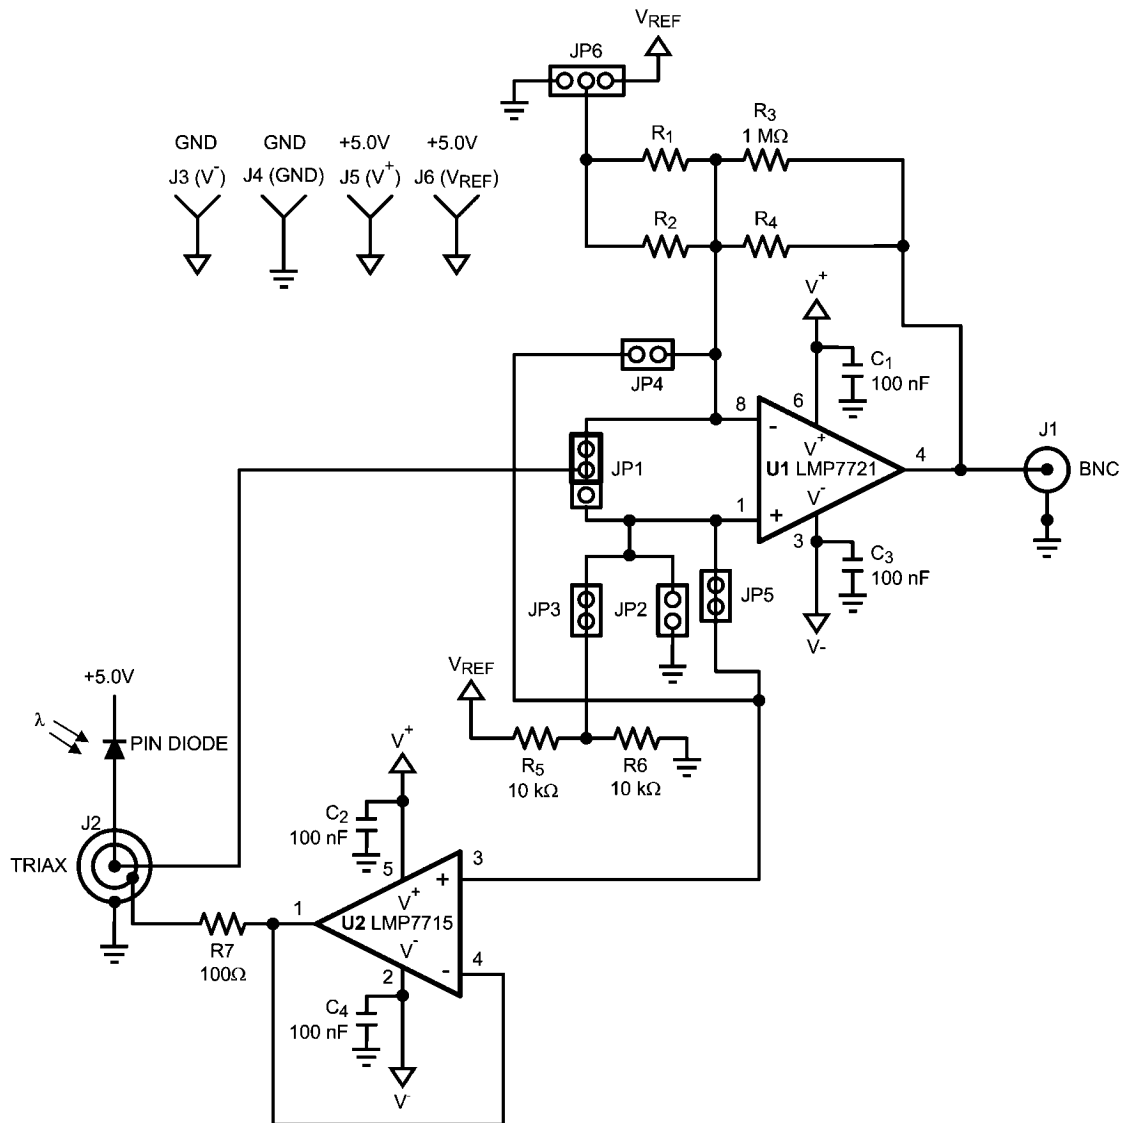 V_REF
JP6
R3
1 MΩ
R1
GND
GND
+5.0V
+5.0V
J3 (V⁻)
J4 (GND)
J5 (V⁺)
J6 (V_REF)
R2
R4
V⁺
C1
100 nF
JP4
8
6
J1
-
V⁺
JP1
U1 LMP7721
4
BNC
V⁻
1
+
3
C3
100 nF
JP3
JP2
JP5
V-
V_REF
+5.0V
λ
PIN DIODE
V⁺
R5
10 kΩ
R6
10 kΩ
C2
100 nF
J2
3
TRIAX
5
+
V⁺
1
U2 LMP7715
V⁻
R7
100Ω
4
2
-
C4
100 nF
V⁻